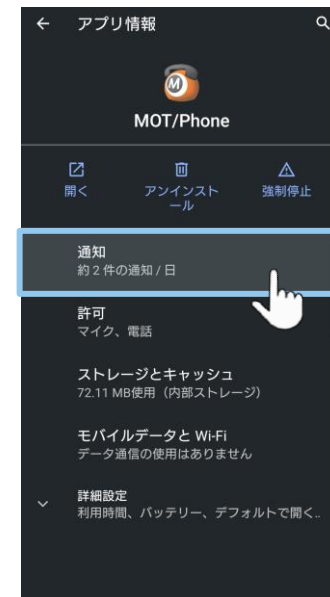 アプリ情報
M
MOT/Phone
開く
アンインスト
ール
強制停止
通知
約 2 件の通知 / 日
許可
マイク、電話
ストレージとキャッシュ
72.11 MB使用（内部ストレージ）
モバイルデータと Wi-Fi
データ通信の使用はありません
詳細設定
利用時間、バッテリー、デフォルトで開く..